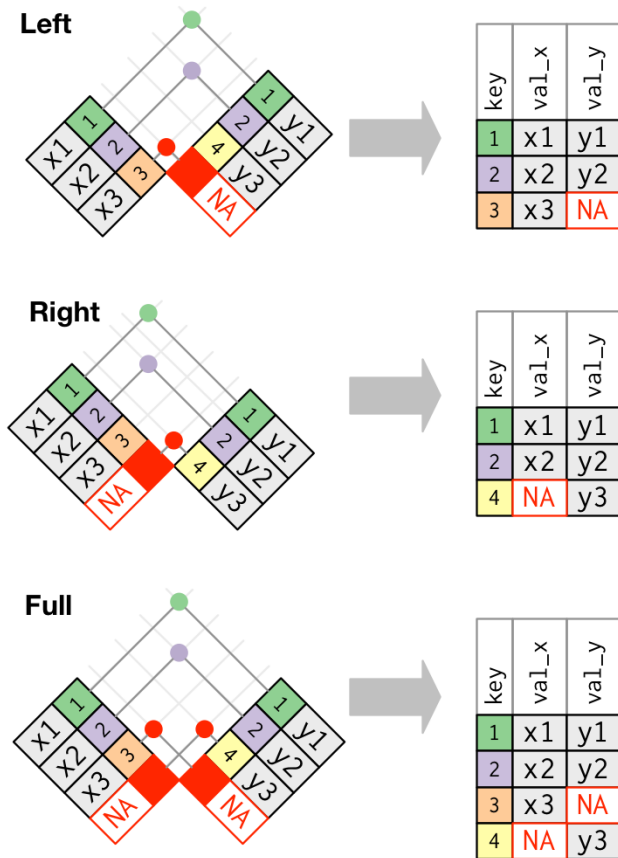 Left
1 x1
2 x2
3 x3
1 y1
2 y2
4 y3
NA
key val_x val_y
1 x1 y1
2 x2 y2
3 x3 NA
Right
1 x1
2 x2
3 x3
NA
1 y1
2 y2
4 y3
key val_x val_y
1 x1 y1
2 x2 y2
4 NA y3
Full
1 x1
2 x2
3 x3
NA
1 y1
2 y2
4 y3
NA
key val_x val_y
1 x1 y1
2 x2 y2
3 x3 NA
4 NA y3